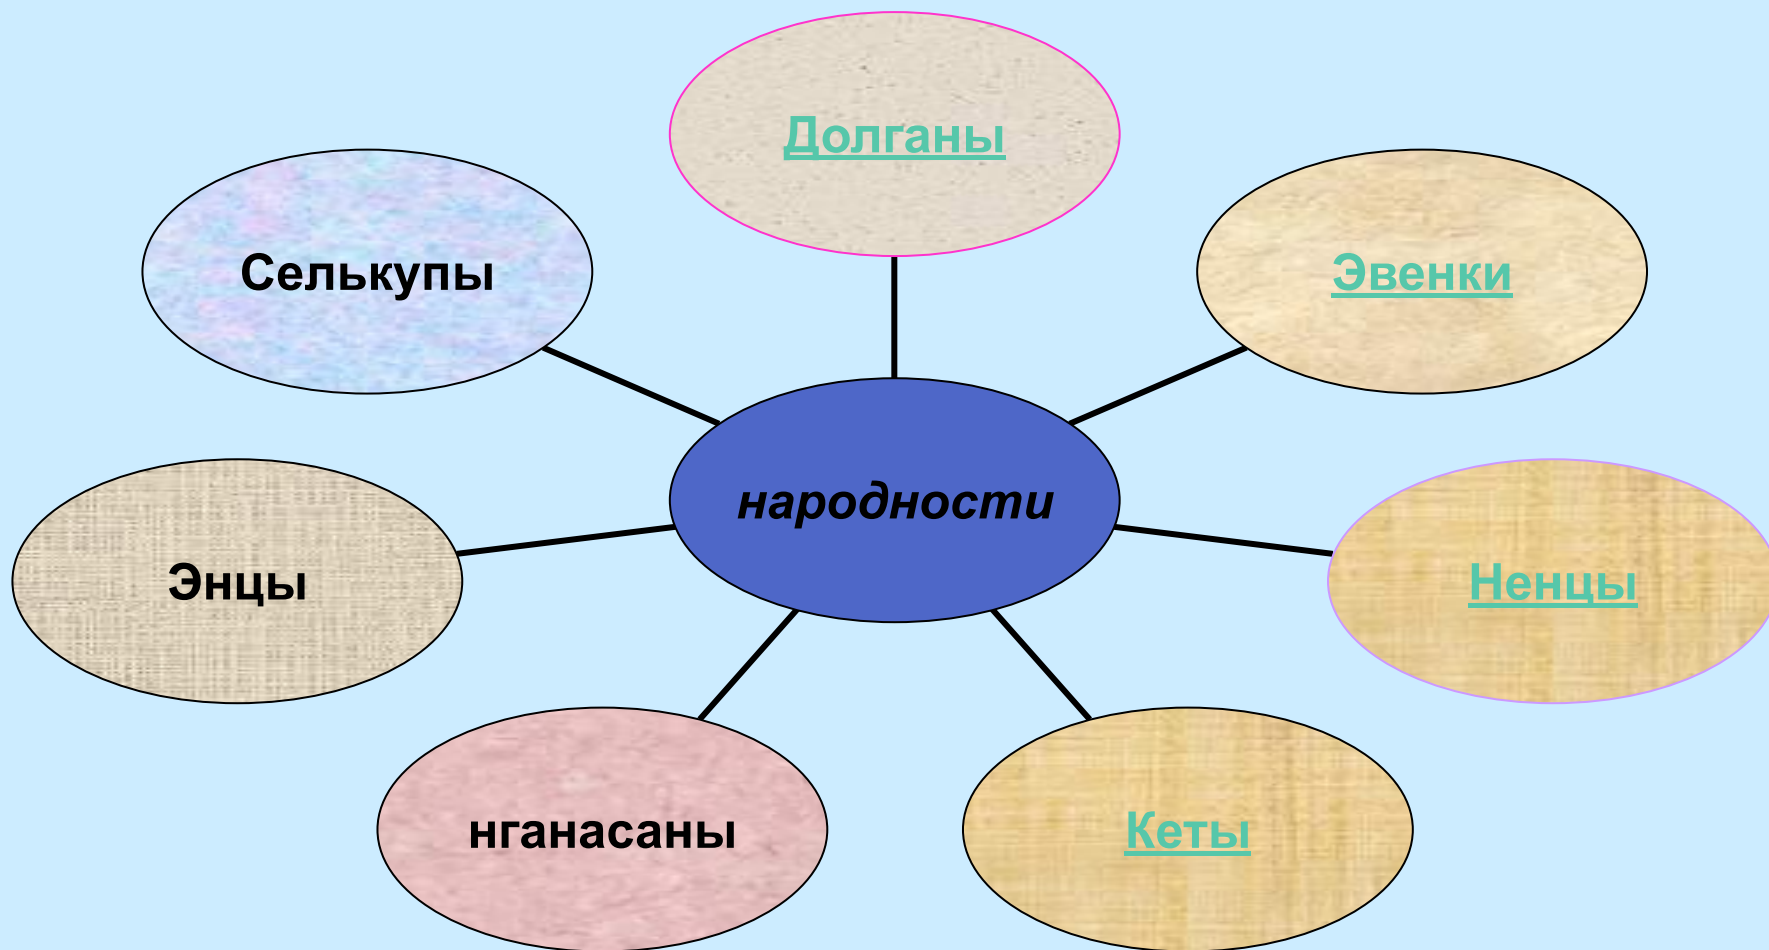 Долганы
Селькупы
Эвенки
народности
Энцы
Ненцы
нганасаны
Кеты